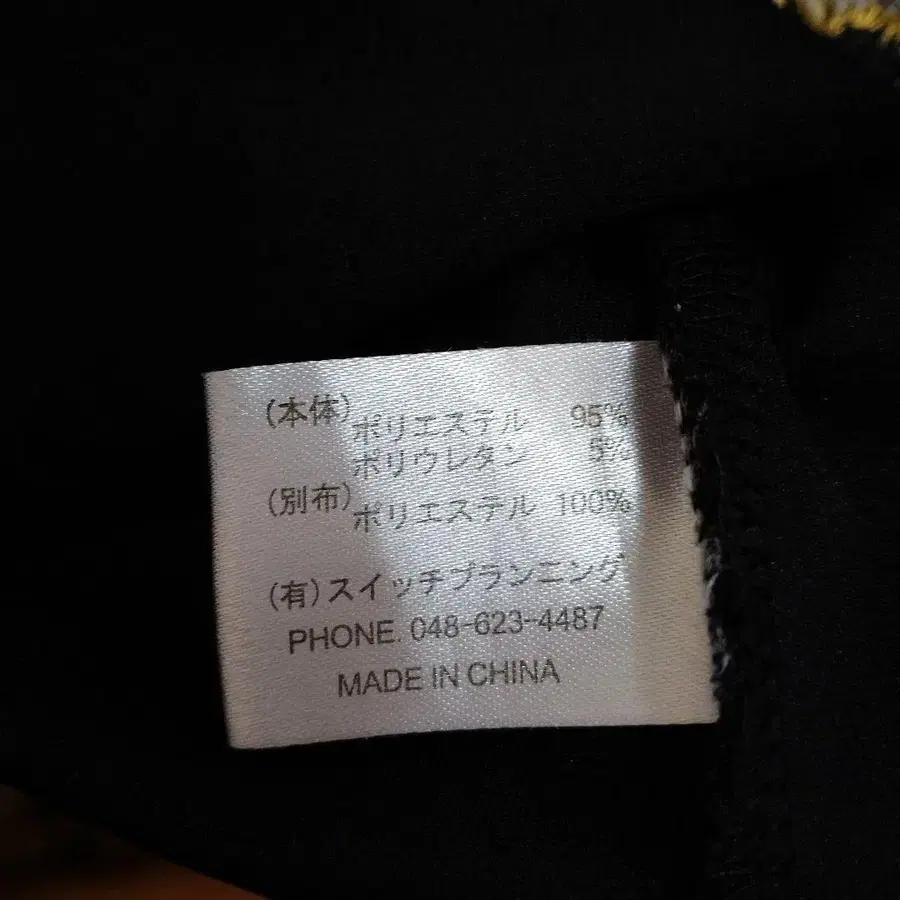 (本体)ポリエステル 95%
ポリウレタン 5%
(別布)ポリエステル 100%
(有)スイッチプランニング
PHONE. 048-623-4487
MADE IN CHINA